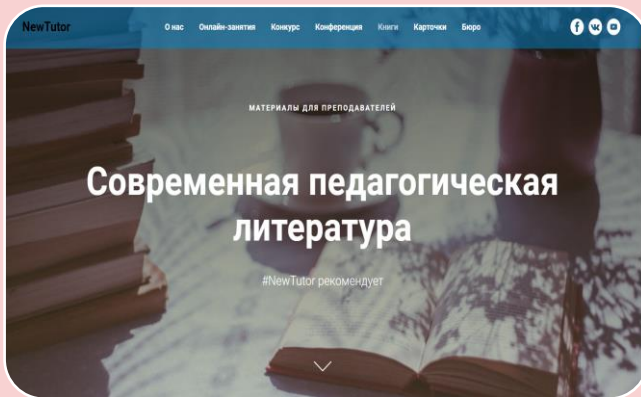 NewTutor
О нас Онлайн-занятия Конкурс Конференция Книги Карточки Бюро
МАТЕРИАЛЫ ДЛЯ ПРЕПОДАВАТЕЛЕЙ
Современная педагогическая
литература
#NewTutor рекомендует